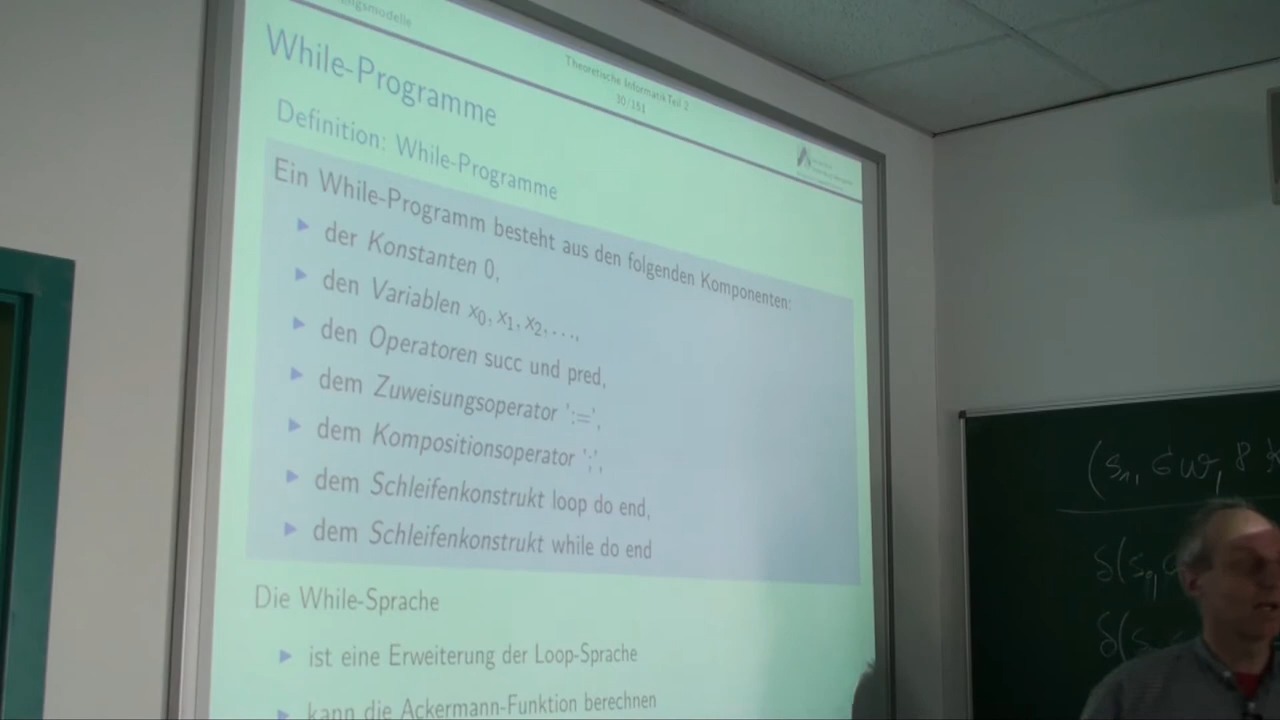 Theoretische Informatik Teil 2
30/151
While-Programme
Definition: While-Programme
Ein While-Programm besteht aus den folgenden Komponenten:
▶ der Konstanten 0,
▶ den Variablen x₀, x₁, x₂, . . . ,
▶ den Operatoren succ und pred,
▶ dem Zuweisungsoperator ':=',
▶ dem Kompositionsoperator ';',
▶ dem Schleifenkonstrukt loop do end,
▶ dem Schleifenkonstrukt while do end
Die While-Sprache
▶ ist eine Erweiterung der Loop-Sprache
▶ kann die Ackermann-Funktion berechnen